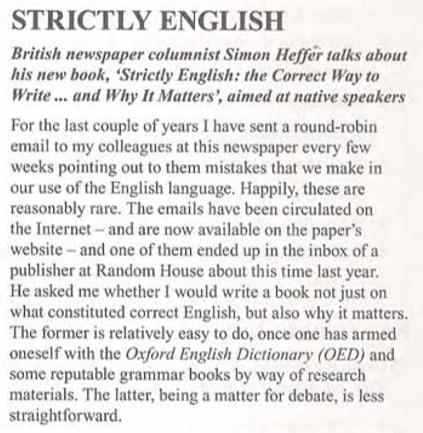 STRICTLY ENGLISH
British newspaper columnist Simon Heffer talks about
his new book, ‘Strictly English: the Correct Way to
Write ... and Why It Matters’, aimed at native speakers
For the last couple of years I have sent a round-robin
email to my colleagues at this newspaper every few
weeks pointing out to them mistakes that we make in
our use of the English language. Happily, these are
reasonably rare. The emails have been circulated on
the Internet – and are now available on the paper’s
website – and one of them ended up in the inbox of a
publisher at Random House about this time last year.
He asked me whether I would write a book not just on
what constituted correct English, but also why it matters.
The former is relatively easy to do, once one has armed
oneself with the Oxford English Dictionary (OED) and
some reputable grammar books by way of research
materials. The latter, being a matter for debate, is less
straightforward.